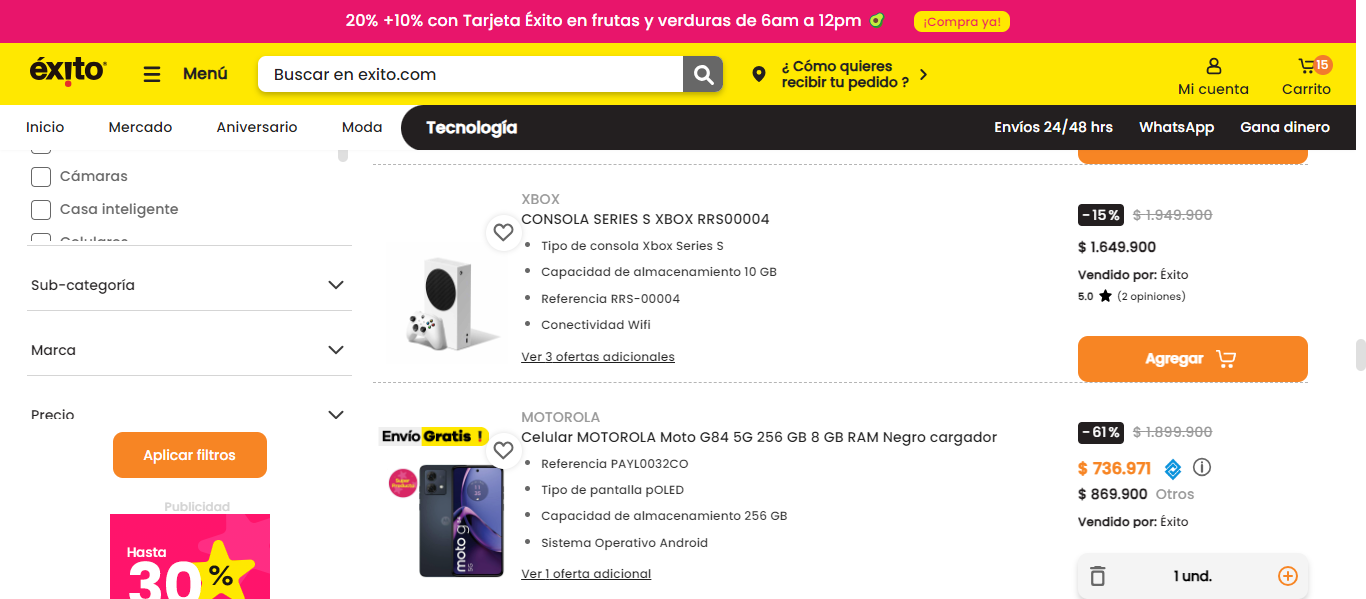 20% +10% con Tarjeta Éxito en frutas y verduras de 6am a 12pm ¡Compra ya!
éxito Menú Buscar en exito.com ¿ Cómo quieres
recibir tu pedido ? Mi cuenta 15 Carrito
Inicio Mercado Aniversario Moda Tecnología Envíos 24/48 hrs WhatsApp Gana dinero
Cámaras
Casa inteligente
Celulares
Sub-categoría
Marca
Precio
Aplicar filtros
Publicidad
Hasta
30%
XBOX
CONSOLA SERIES S XBOX RRS00004
Tipo de consola Xbox Series S
Capacidad de almacenamiento 10 GB
Referencia RRS-00004
Conectividad Wifi
Ver 3 ofertas adicionales
-15% $ 1.949.900
$ 1.649.900
Vendido por: Éxito
5.0 (2 opiniones)
Agregar
Envío Gratis !
Super Producto
moto g84 5G
MOTOROLA
Celular MOTOROLA Moto G84 5G 256 GB 8 GB RAM Negro cargador
Referencia PAYL0032CO
Tipo de pantalla pOLED
Capacidad de almacenamiento 256 GB
Sistema Operativo Android
Ver 1 oferta adicional
-61% $ 1.899.900
$ 736.971
$ 869.900 Otros
Vendido por: Éxito
1 und.